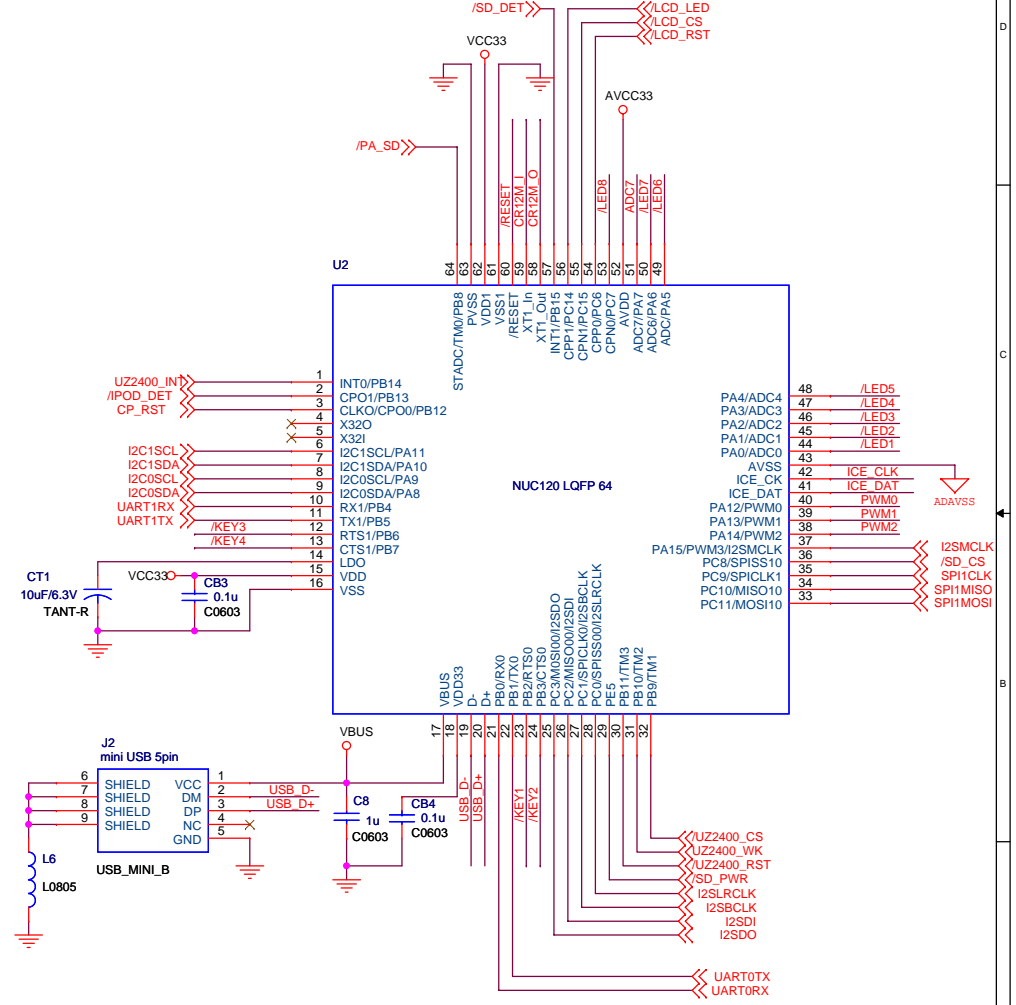 /SD_DET
/LCD_LED
/LCD_CS
/LCD_RST
D
VCC33
AVCC33
/PA_SD
/RESET
CR12M_I
CR12M_O
/LED8
ADC7
/LED7
/LED6
U2
64
63
62
61
60
59
58
57
56
55
54
53
52
51
50
49
STADC/TM0/PB8
PVSS
VDD1
VSS1
/RESET
XT1_In
XT1_Out
INT1/PB15
CPP1/PC14
CPN1/PC15
CPP0/PC6
CPN0/PC7
AVDD
ADC7/PA7
ADC6/PA6
ADC/PA5
C
UZ2400_INT
1
INT0/PB14
/IPOD_DET
2
CPO1/PB13
CP_RST
3
CLKO/CPO0/PB12
4
X32O
5
X32I
I2C1SCL
6
I2C1SCL/PA11
I2C1SDA
7
I2C1SDA/PA10
I2C0SCL
8
I2C0SCL/PA9
I2C0SDA
9
I2C0SDA/PA8
UART1RX
10
RX1/PB4
UART1TX
11
TX1/PB5
/KEY3
12
RTS1/PB6
/KEY4
13
CTS1/PB7
14
LDO
15
VDD
16
VSS
NUC120 LQFP 64
PA4/ADC4
48
/LED5
PA3/ADC3
47
/LED4
PA2/ADC2
46
/LED3
PA1/ADC1
45
/LED2
PA0/ADC0
44
/LED1
AVSS
43
ICE_CK
42
ICE_CLK
ICE_DAT
41
ICE_DAT
PA12/PWM0
40
PWM0
PA13/PWM1
39
PWM1
PA14/PWM2
38
PWM2
PA15/PWM3/I2SMCLK
37
I2SMCLK
PC8/SPISS10
36
/SD_CS
PC9/SPICLK1
35
SPI1CLK
PC10/MISO10
34
SPI1MISO
PC11/MOSI10
33
SPI1MOSI
ADAVSS
CT1
10uF/6.3V
TANT-R
VCC33
CB3
0.1u
C0603
VBUS
VDD33
D-
D+
PB0/RX0
PB1/TX0
PB2/RTS0
PB3/CTS0
PC3/M0SI00/I2SDO
PC2/MISO00/I2SDI
PC1/SPICLK0/I2SBCLK
PC0/SPISS00/I2SLRCLK
PE5
PB11/TM3
PB10/TM2
PB9/TM1
B
17
18
19
20
21
22
23
24
25
26
27
28
29
30
31
32
VBUS
J2
mini USB 5pin
6
SHIELD
7
SHIELD
8
SHIELD
9
SHIELD
VCC
1
DM
2
USB_D-
DP
3
USB_D+
NC
4
GND
5
USB_MINI_B
L6
L0805
C8
1u
C0603
CB4
0.1u
C0603
USB_D-
USB_D+
/KEY1
/KEY2
/UZ2400_CS
UZ2400_WK
/UZ2400_RST
/SD_PWR
I2SLRCLK
I2SBCLK
I2SDI
I2SDO
UART0TX
UART0RX